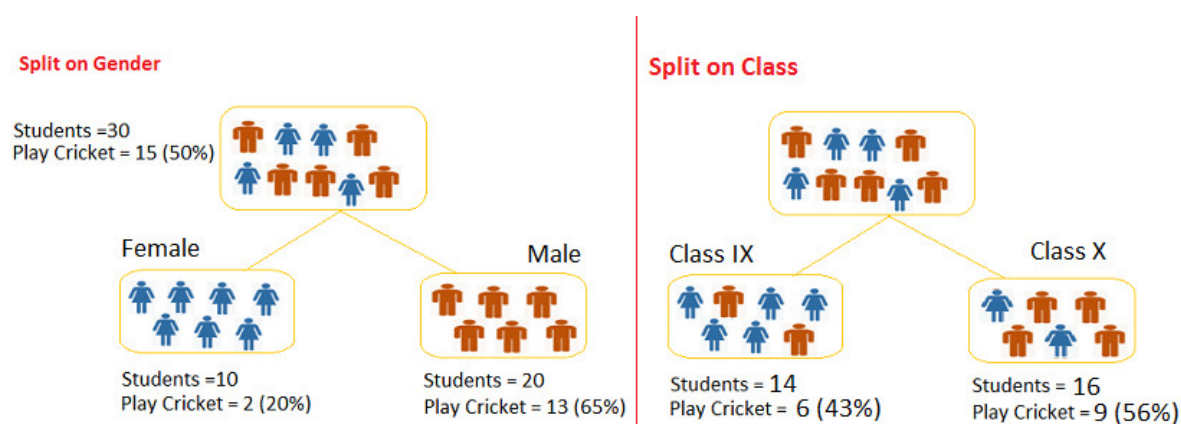 Split on Gender
Students =30
Play Cricket = 15 (50%)
Female
Male
Students =10
Play Cricket = 2 (20%)
Students = 20
Play Cricket = 13 (65%)
Split on Class
Class IX
Class X
Students = 14
Play Cricket = 6 (43%)
Students = 16
Play Cricket = 9 (56%)